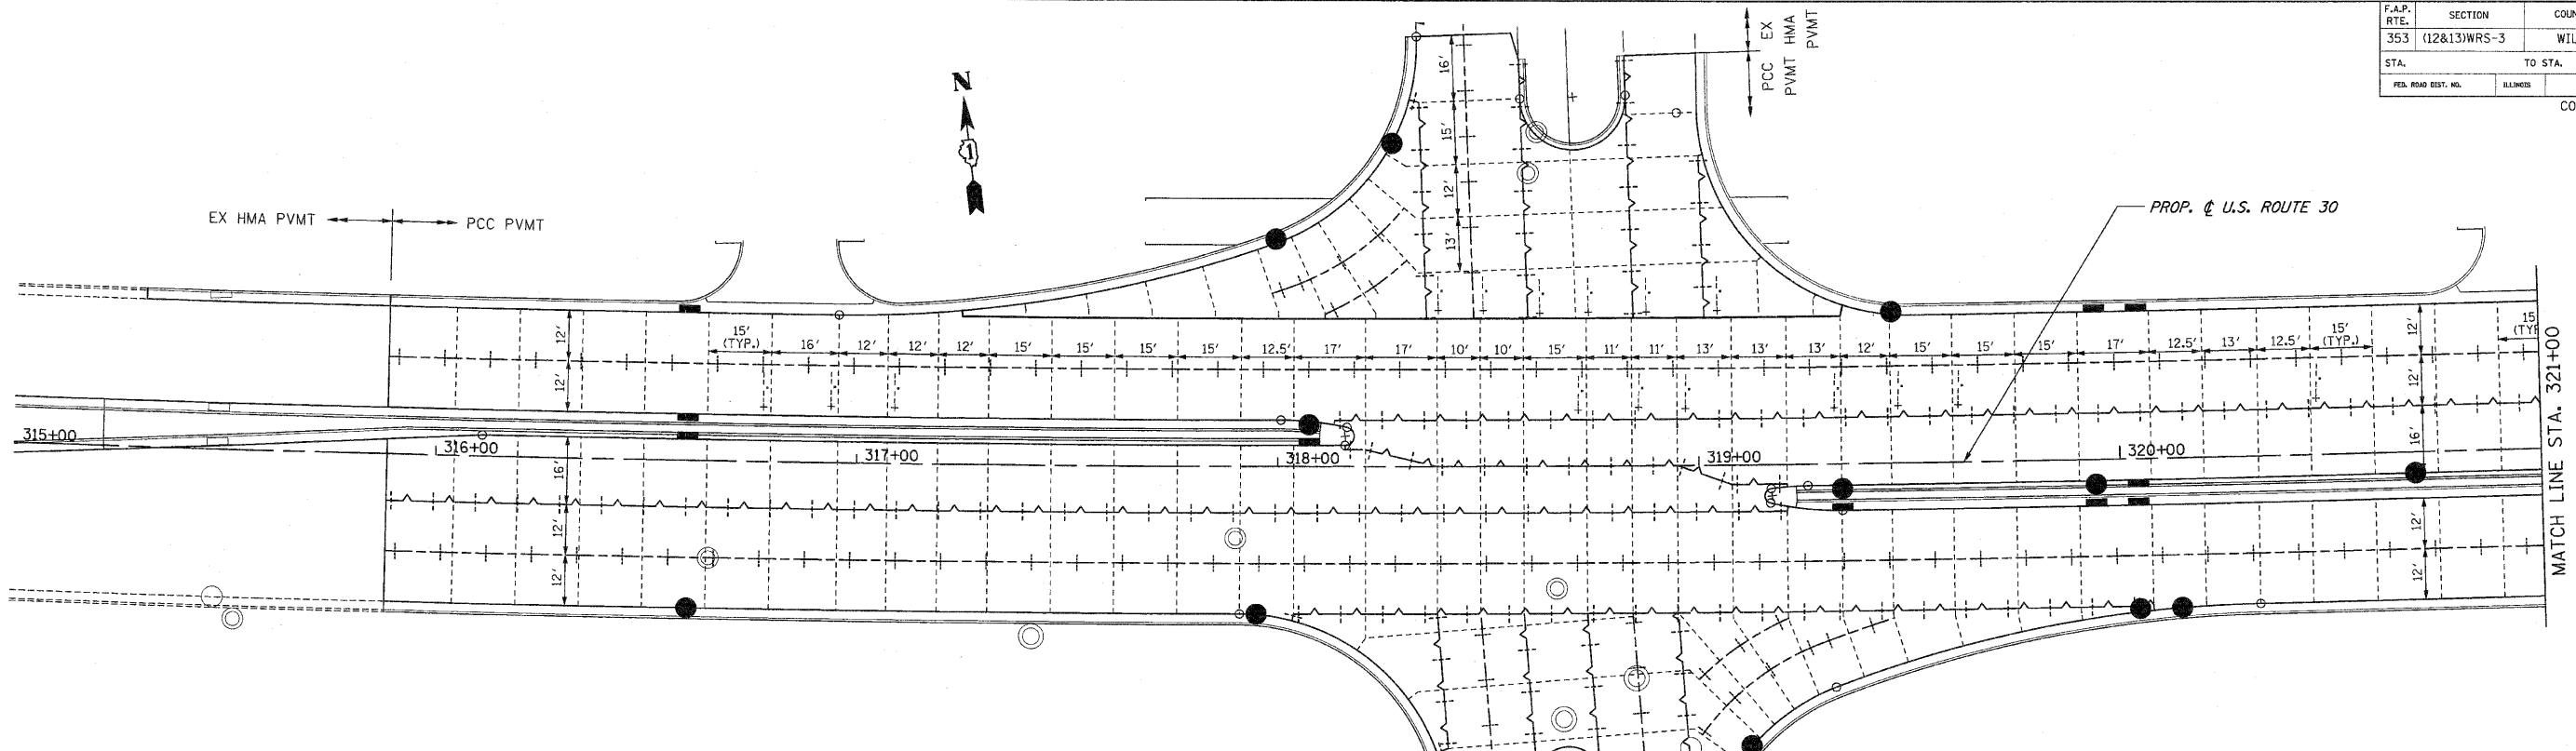 F.A.P. RTE. SECTION
353 (12&13)WRS-3
STA. TO STA.
FED. ROAD DIST. NO. ILLINOIS
N
1
PCC EX
PVMT HMA
PVMT
16'
15'
12'
13'
EX HMA PVMT PCC PVMT
PROP. ℄ U.S. ROUTE 30
12' 15' (TYP.) 16' 12' 12' 12' 15' 15' 15' 15' 12.5' 17' 17' 10' 10' 15' 11' 11' 13' 13' 13' 12' 15' 15' 15' 17' 12.5' 13' 12.5' 15' (TYP.) 12'
12' 12'
315+00 316+00 317+00 318+00 319+00 320+00
16' 16'
12' 12'
12' 12'
MATCH LINE STA. 321+00